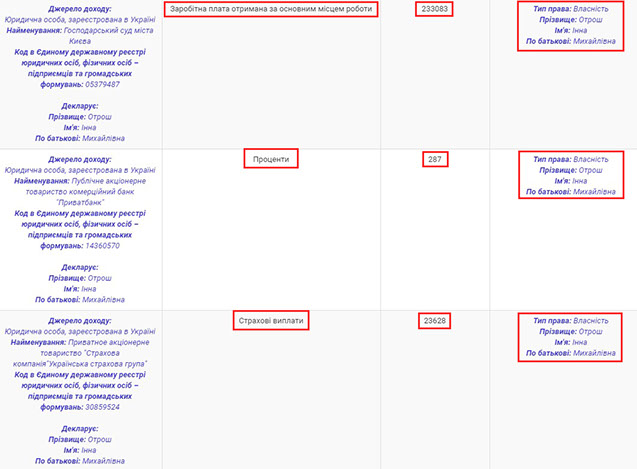 Джерело доходу:
Юридична особа, зареєстрована в Україні
Найменування: Господарський суд міста
Києва
Код в Єдиному державному реєстрі
юридичних осіб, фізичних осіб –
підприємців та громадських
формувань: 05379487
Декларує:
Прізвище: Отрош
Ім'я: Інна
По батькові: Михайлівна
Заробітна плата отримана за основним місцем роботи
233083
Тип права: Власність
Прізвище: Отрош
Ім'я: Інна
По батькові: Михайлівна
Джерело доходу:
Юридична особа, зареєстрована в Україні
Найменування: Публічне акціонерне
товариство комерційний банк
"Приватбанк"
Код в Єдиному державному реєстрі
юридичних осіб, фізичних осіб –
підприємців та громадських
формувань: 14360570
Декларує:
Прізвище: Отрош
Ім'я: Інна
По батькові: Михайлівна
Проценти
287
Тип права: Власність
Прізвище: Отрош
Ім'я: Інна
По батькові: Михайлівна
Джерело доходу:
Юридична особа, зареєстрована в Україні
Найменування: Приватное акціонерне
товариство "Страхова
компанія"Українська страхова група"
Код в Єдиному державному реєстрі
юридичних осіб, фізичних осіб –
підприємців та громадських
формувань: 30859524
Декларує:
Прізвище: Отрош
Ім'я: Інна
По батькові: Михайлівна
Страхові виплати
23628
Тип права: Власність
Прізвище: Отрош
Ім'я: Інна
По батькові: Михайлівна